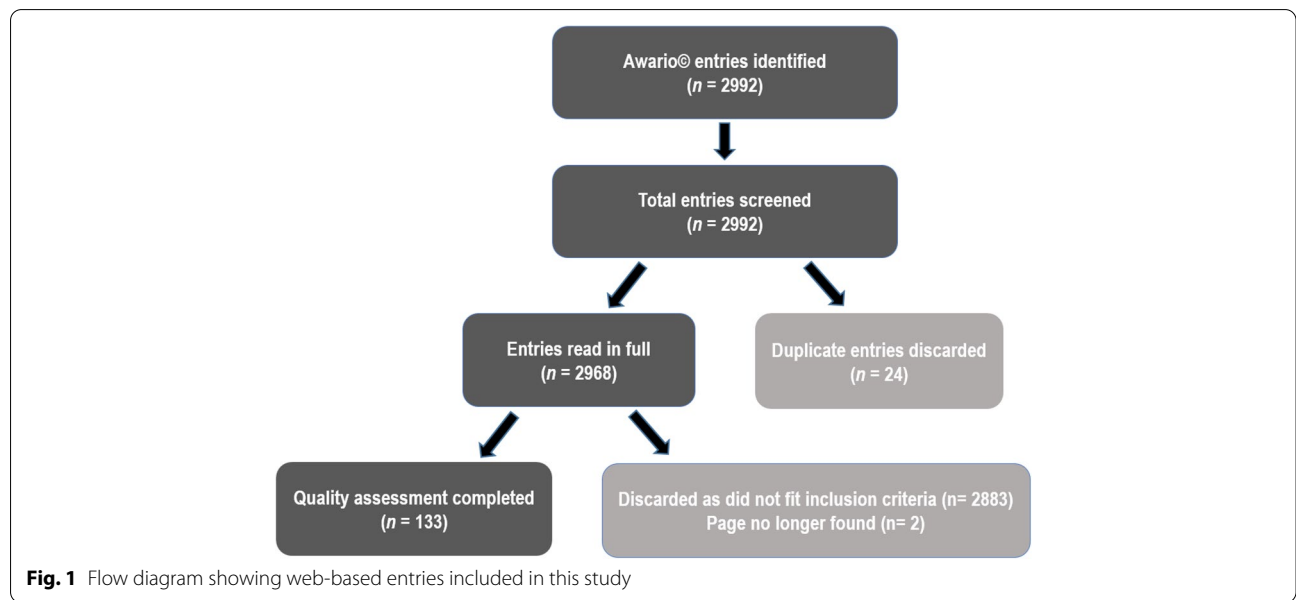 Awario© entries identified
(n = 2992)
Total entries screened
(n = 2992)
Entries read in full
(n = 2968)
Duplicate entries discarded
(n = 24)
Quality assessment completed
(n = 133)
Discarded as did not fit inclusion criteria (n= 2883)
Page no longer found (n= 2)
Fig. 1 Flow diagram showing web-based entries included in this study